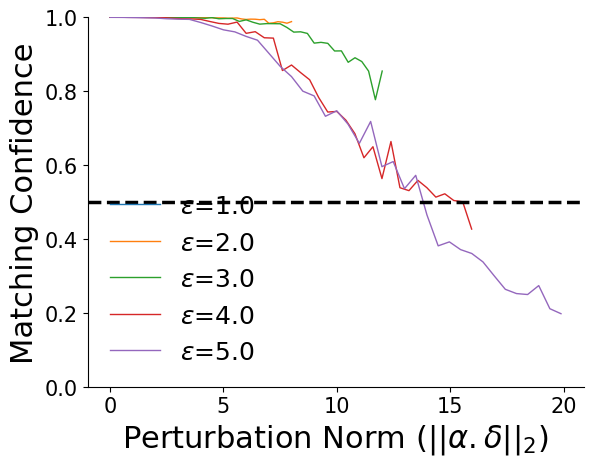 1.0
0.8
0.6
0.4
0.2
0.0
Matching Confidence
ε=1.0
ε=2.0
ε=3.0
ε=4.0
ε=5.0
0 5 10 15 20
Perturbation Norm (||α.δ||₂)